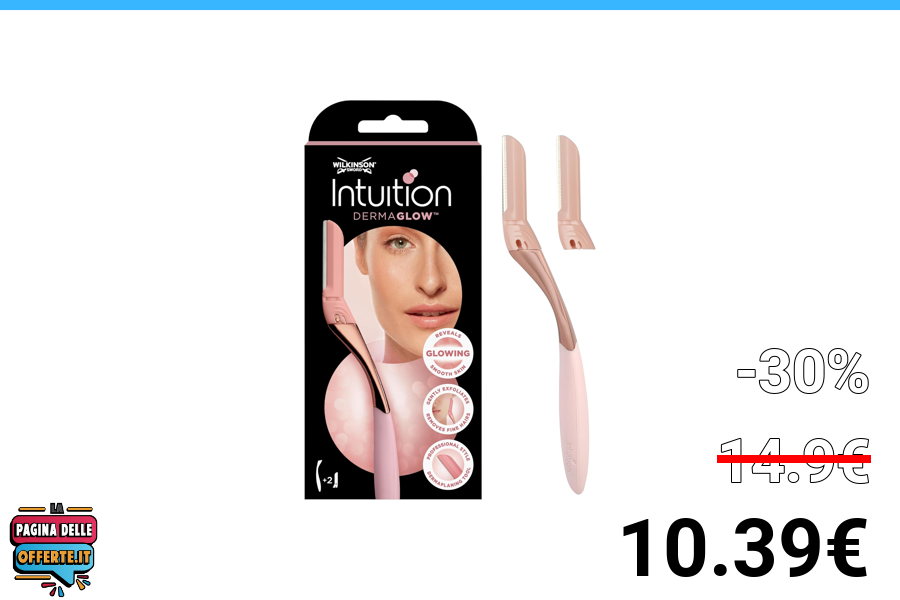 WILKINSON
SWORD
Intuition
DERMAGLOW™
REVEALS
GLOWING
SMOOTH SKIN
GENTLY EXFOLIATES
REMOVES FINE HAIRS
PROFESSIONAL STYLE
DERMAPLANING TOOL
+2
-30%
14.9€
10.39€
LA
PAGINA DELLE
OFFERTE.IT